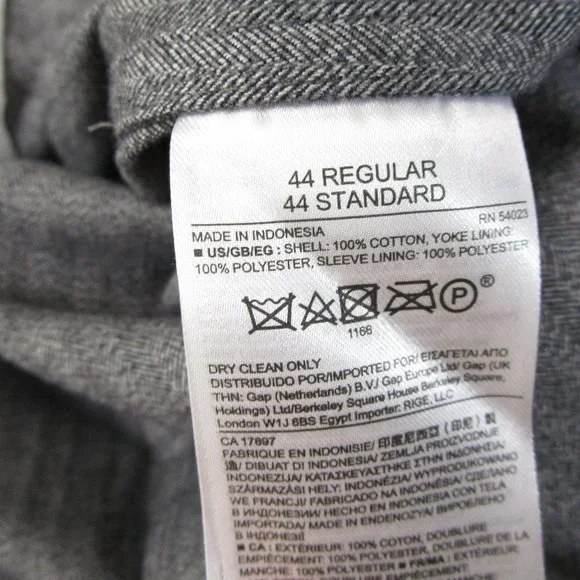 44 REGULAR
44 STANDARD
RN 54023
MADE IN INDONESIA
■ US/GB/EG : SHELL: 100% COTTON, YOKE LINING:
100% POLYESTER, SLEEVE LINING: 100% POLYESTER
P ®
1168
DRY CLEAN ONLY
DISTRIBUIDO POR/IMPORTED FOR/ ΕΙΣΑΓΕΤΑΙ ΑΠΟ
THN: Gap (Netherlands) B.V./ Gap Europe Ltd/ Gap (UK
Holdings) Ltd/Berkeley Square House Berkeley Square,
London W1J 6BS Egypt Importer: RIGE, LLC
CA 17897
FABRIQUE EN INDONESIE/ 印度尼西亞 (印尼) 製
造/ DIBUAT DI INDONESIA/ ZEMLJA PROIZVODNJE
INDONEZIJA/ ΚΑΤΑΣΚΕΥΑΣΤΗΚΕ ΣΤΗΝ ΙΝΔΟΝΗΣΙΑ/
SZÁRMAZÁSI HELY: INDONÉZIA/ WYPRODUKOWANO
WE FRANCJI/ FABRICADO NA INDONÉSIA/ СДЕЛАНО
В ИНДОНЕЗИИ/ HECHO EN INDONESIA CON TELA
IMPORTADA/ MADE IN ENDONEZYA/ ВИРОБЛЕНО
В ІНДОНЕЗІЇ
■ CA : EXTÉRIEUR: 100% COTON, DOUBLURE
EMPIÈCEMENT
MANCHE: 100% POLYESTER ■ FR/MA : EXTÉRIEUR:
100% COTON, DOUBLURE